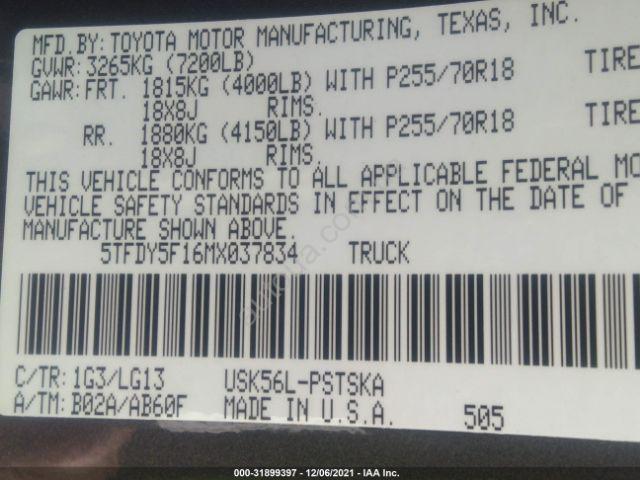 MFD.BY: TOYOTA MOTOR MANUFACTURING, TEXAS, INC.
GVWR: 3265KG (7200LB)
GAWR: FRT. 1815KG (4000LB) WITH P255/70R18 TIRE
18X8J RIMS.
RR. 1880KG (4150LB) WITH P255/70R18 TIRE
18X8J RIMS.
THIS VEHICLE CONFORMS TO ALL APPLICABLE FEDERAL MO
VEHICLE SAFETY STANDARDS IN EFFECT ON THE DATE OF
MANUFACTURE SHOWN ABOVE.
5TFDY5F16MX037834 TRUCK
C/TR: 1G3/LG13 USK56L-PSTSKA
A/TM: B02A/AB60F MADE IN U.S.A. 505
000-31899397 - 12/06/2021 - IAA Inc.